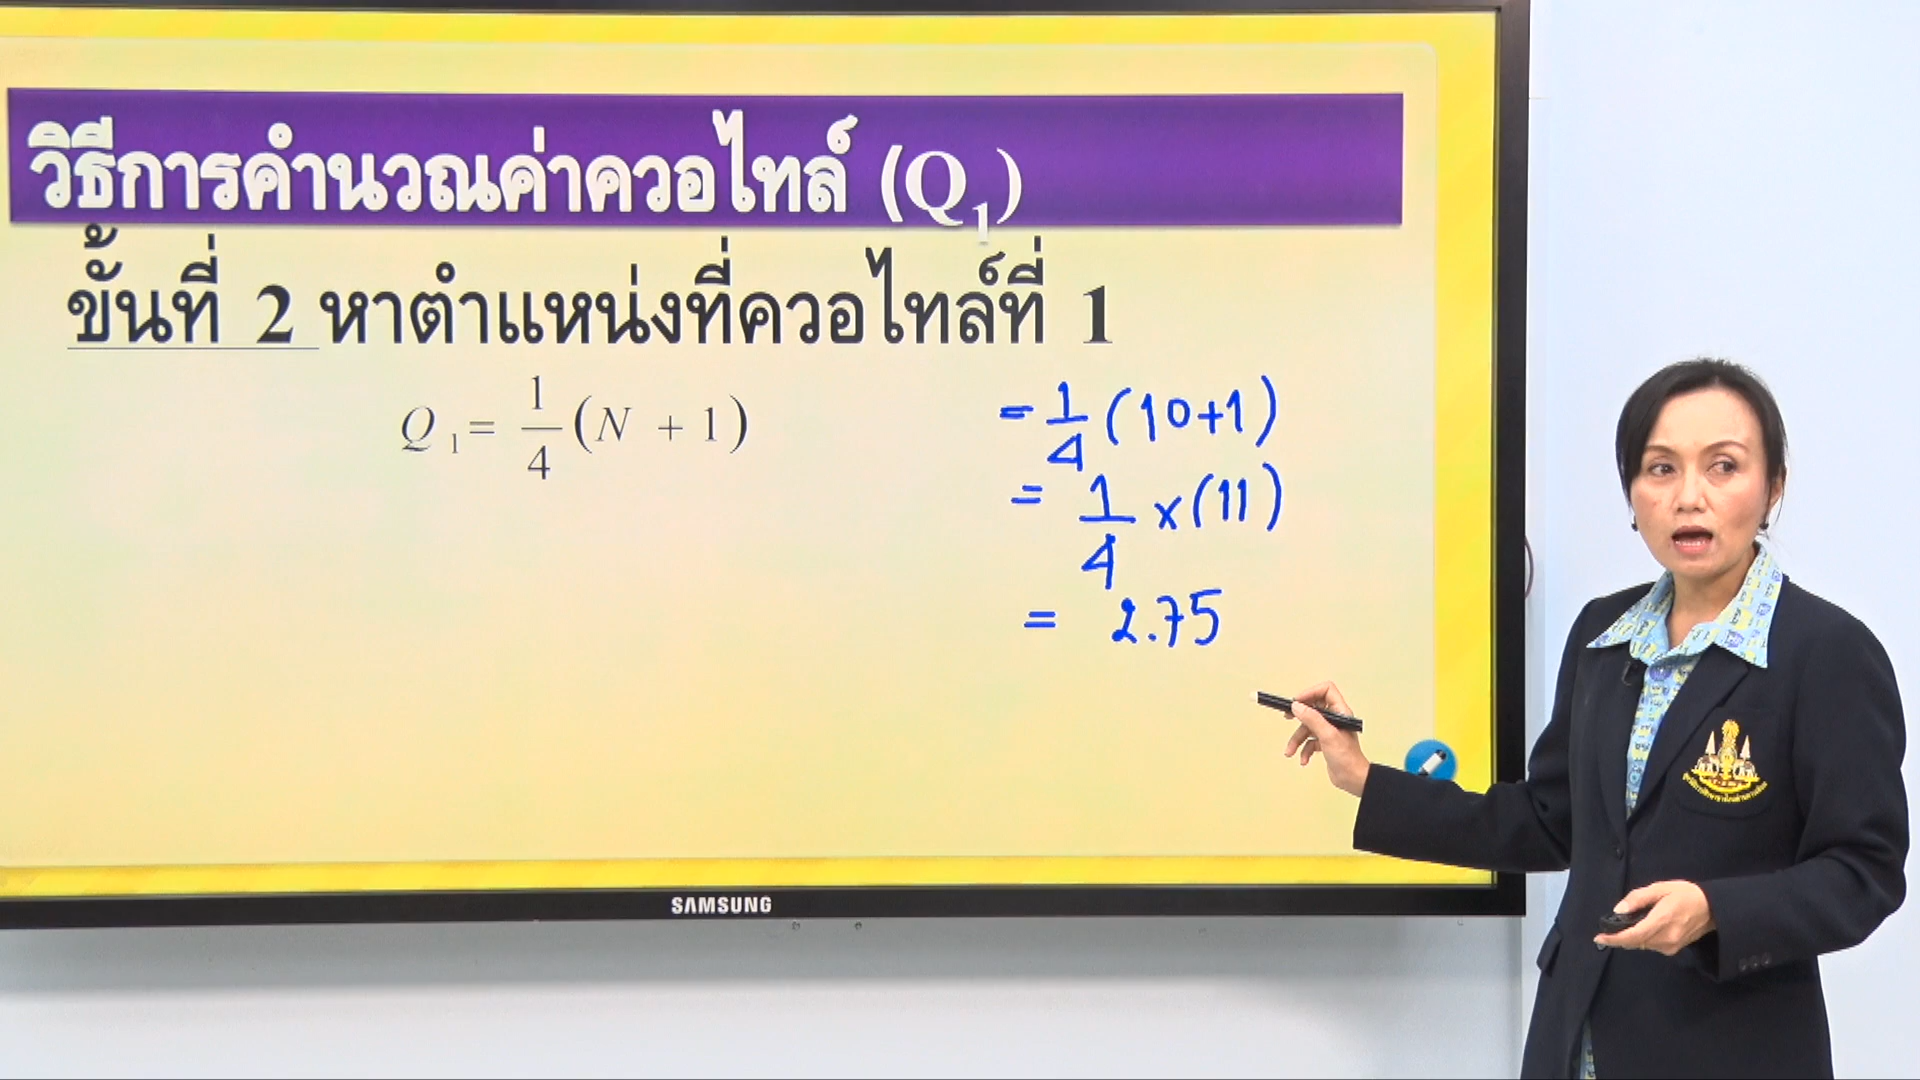 วิธีการคำนวณค่าควอไทล์ (Q₁)
ขั้นที่ 2 หาตำแหน่งที่ควอไทล์ที่ 1
Q₁ = 1/4 (N + 1)
= 1/4 (10+1)
= 1/4 × (11)
= 2.75
SAMSUNG